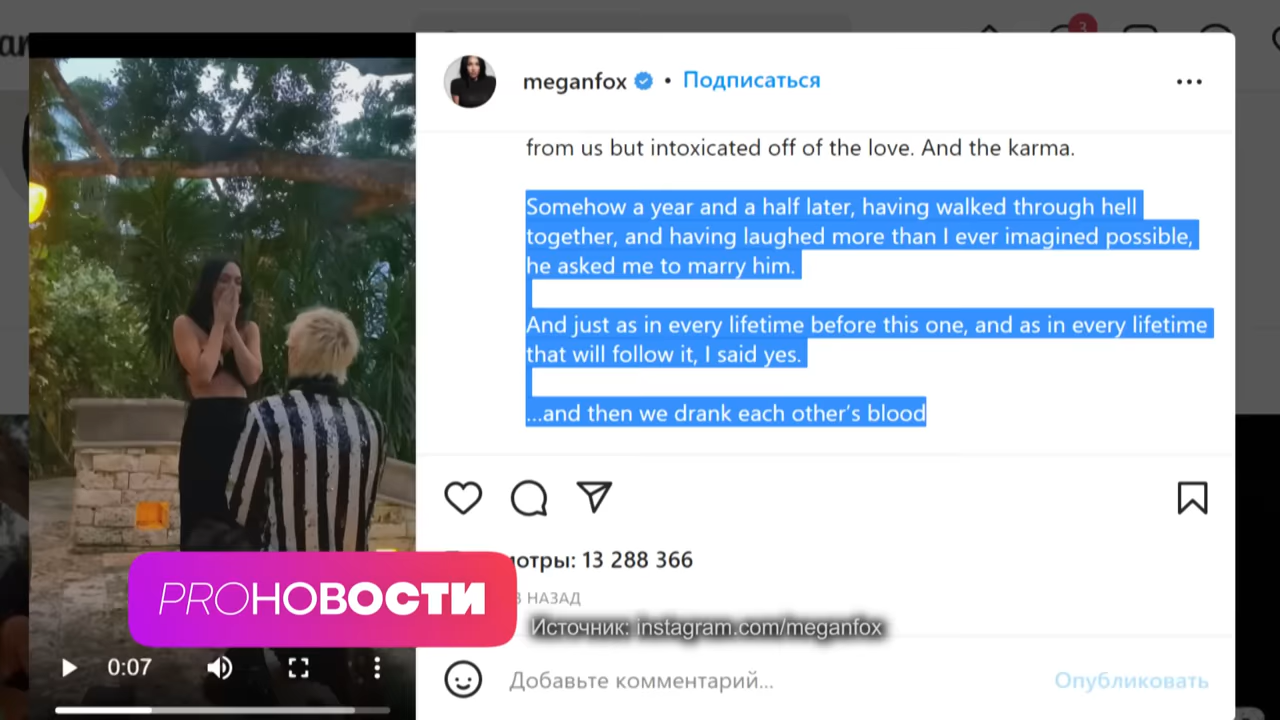 3
meganfox • Подписаться
from us but intoxicated off of the love. And the karma.
Somehow a year and a half later, having walked through hell
together, and having laughed more than I ever imagined possible,
he asked me to marry him.
And just as in every lifetime before this one, and as in every lifetime
that will follow it, I said yes.
...and then we drank each other’s blood
13 288 366
НАЗАД
PROНОВОСТИ
Источник: instagram.com/meganfox
0:07
Добавьте комментарий...
Опубликовать